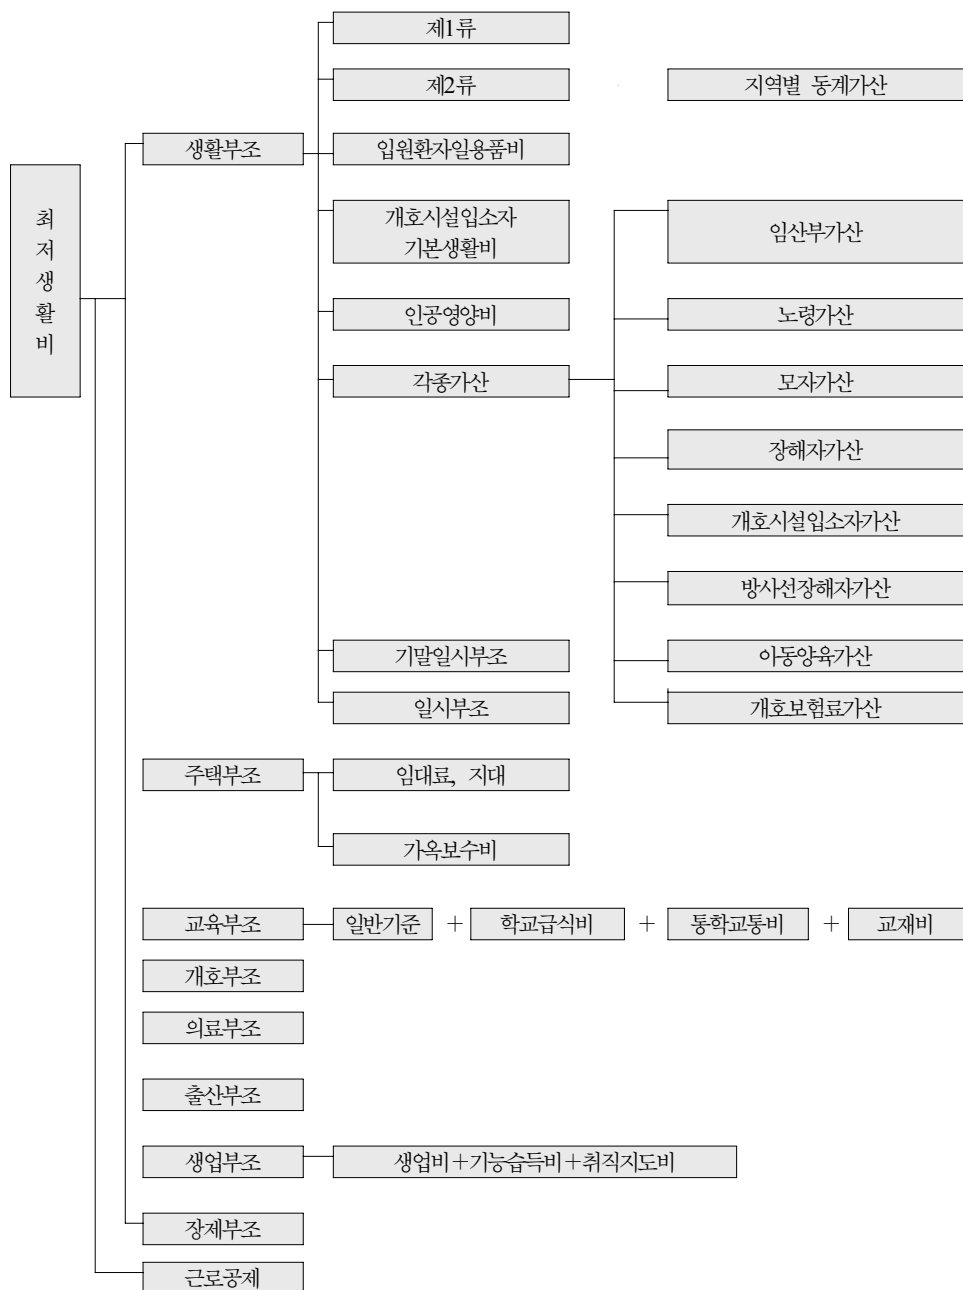 제1류
제2류
지역별 동계가산
생활부조
입원환자일용품비
최
저
생
활
비
개호시설입소자
기본생활비
임산부가산
인공영양비
노령가산
각종가산
모자가산
장해자가산
개호시설입소자가산
방사선장해자가산
기말일시부조
아동양육가산
일시부조
개호보험료가산
주택부조
임대료, 지대
가옥보수비
교육부조
일반기준 + 학교급식비 + 통학교통비 + 교재비
개호부조
의료부조
출산부조
생업부조
생업비+기능습득비+취직지도비
장제부조
근로공제